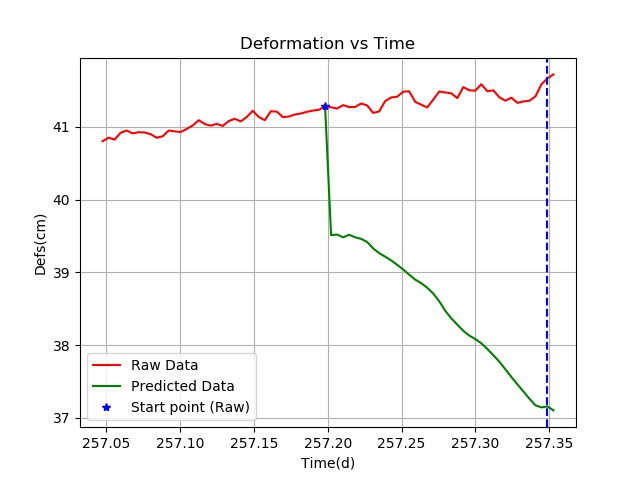 Deformation vs Time
Defs(cm)
41
40
39
38
37
Raw Data
Predicted Data
Start point (Raw)
257.05 257.10 257.15 257.20 257.25 257.30 257.35
Time(d)